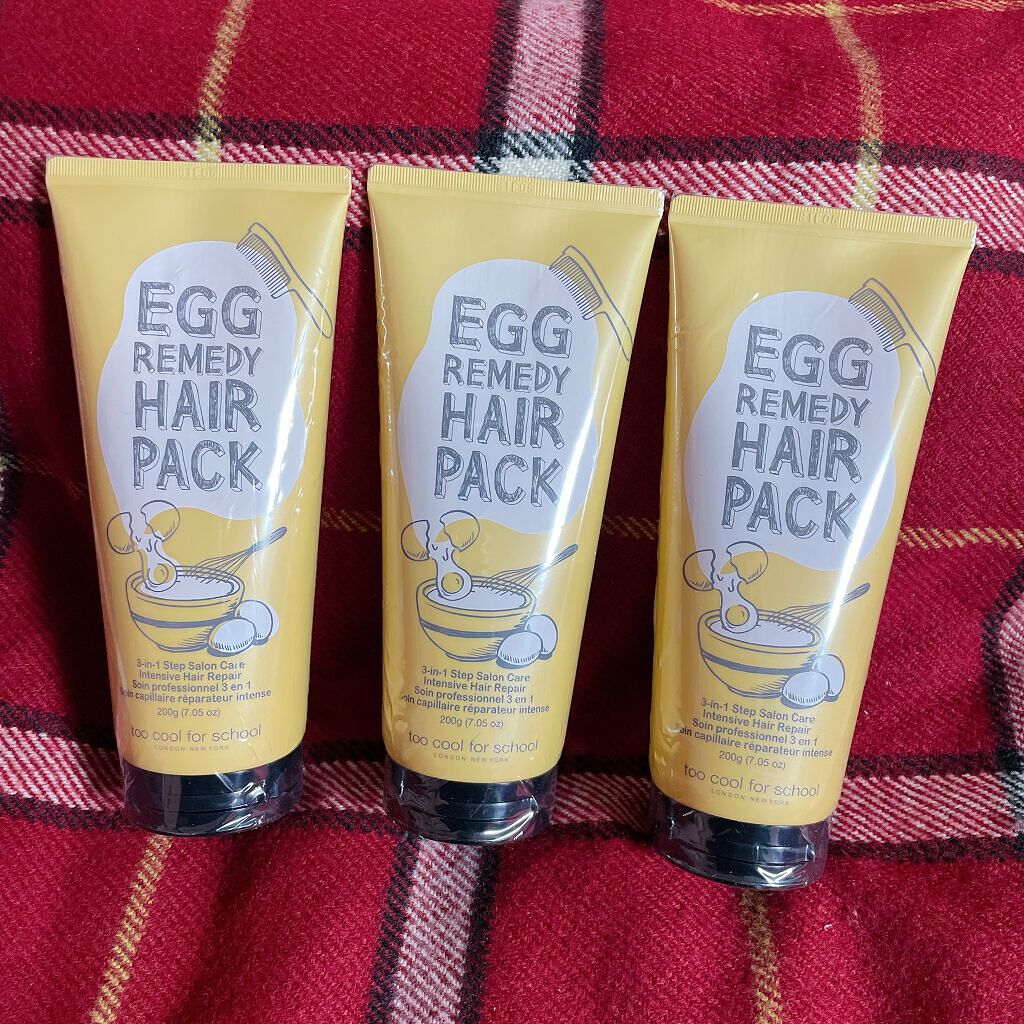 EGG
REMEDY
HAIR
PACK
3-in-1 Step Salon Care
Intensive Hair Repair
Soin professionnel 3 en 1
Soin capillaire réparateur intense
200g (7.05 oz)
too cool for school
LONDON NEW YORK
EGG
REMEDY
HAIR
PACK
3-in-1 Step Salon Care
Intensive Hair Repair
Soin professionnel 3 en 1
Soin capillaire réparateur intense
200g (7.05 oz)
too cool for school
LONDON NEW YORK
EGG
REMEDY
HAIR
PACK
3-in-1 Step Salon Care
Intensive Hair Repair
Soin professionnel 3 en 1
Soin capillaire réparateur intense
200g (7.05 oz)
too cool for school
LONDON NEW YORK